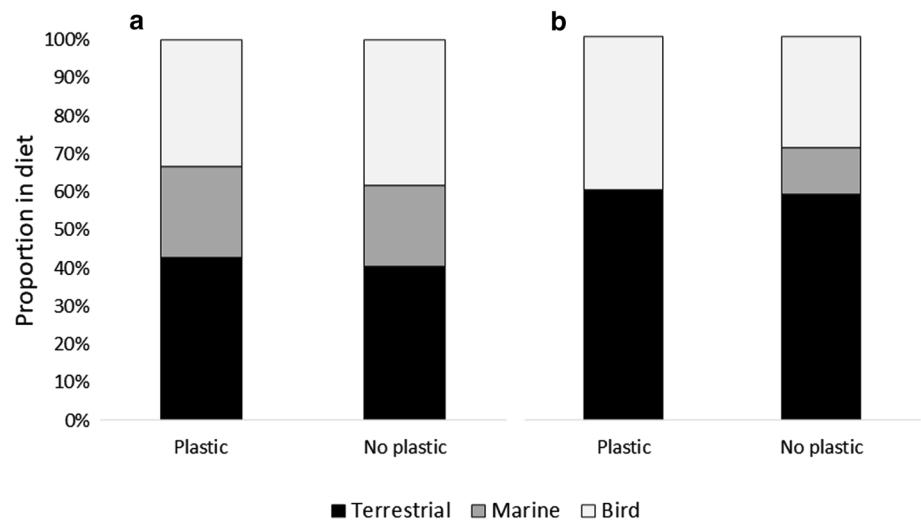 a
b
Proportion in diet
100%
90%
80%
70%
60%
50%
40%
30%
20%
10%
0%
Plastic
No plastic
Plastic
No plastic
Terrestrial Marine Bird